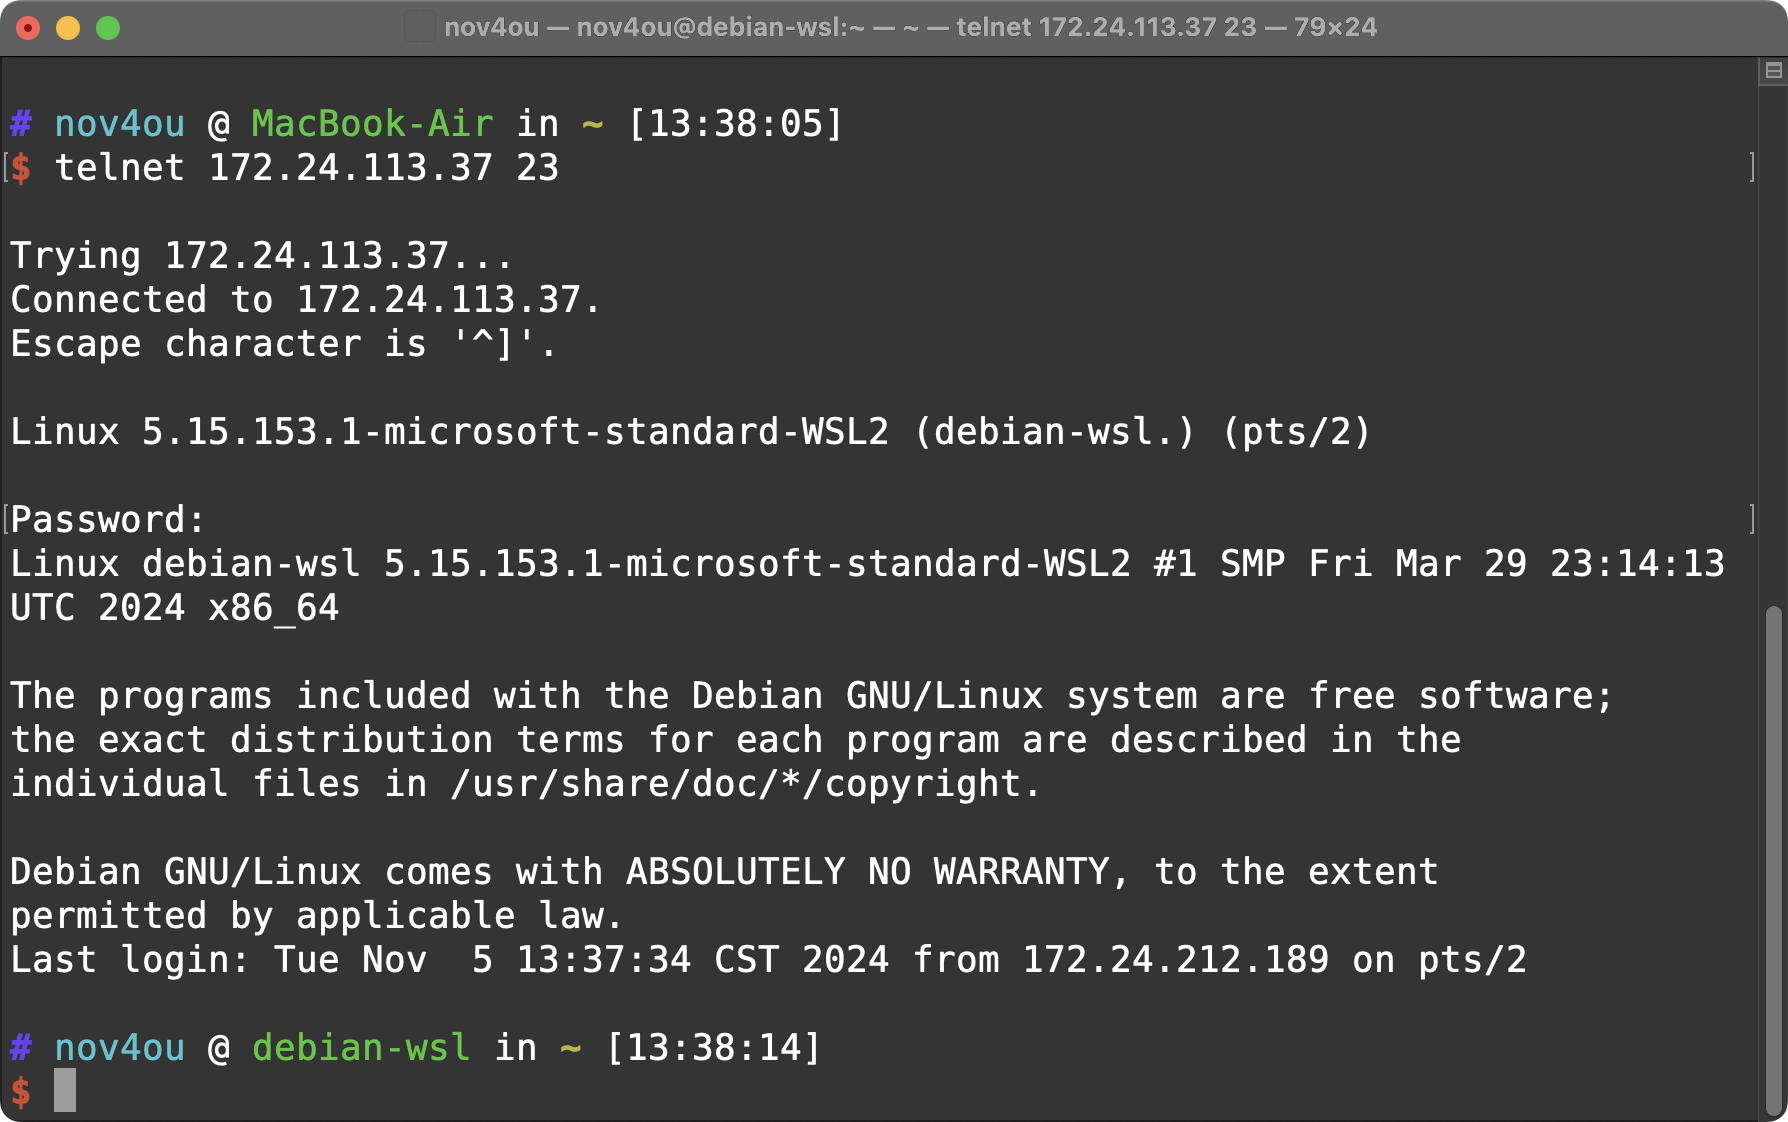 nov4ou — nov4ou@debian-wsl:~ — ~ — telnet 172.24.113.37 23 — 79×24
# nov4ou @ MacBook-Air in ~ [13:38:05]
[$ telnet 172.24.113.37 23 ]
Trying 172.24.113.37...
Connected to 172.24.113.37.
Escape character is '^]'.
Linux 5.15.153.1-microsoft-standard-WSL2 (debian-wsl.) (pts/2)
[Password: ]
Linux debian-wsl 5.15.153.1-microsoft-standard-WSL2 #1 SMP Fri Mar 29 23:14:13
UTC 2024 x86_64
The programs included with the Debian GNU/Linux system are free software;
the exact distribution terms for each program are described in the
individual files in /usr/share/doc/*/copyright.
Debian GNU/Linux comes with ABSOLUTELY NO WARRANTY, to the extent
permitted by applicable law.
Last login: Tue Nov  5 13:37:34 CST 2024 from 172.24.212.189 on pts/2
# nov4ou @ debian-wsl in ~ [13:38:14]
$